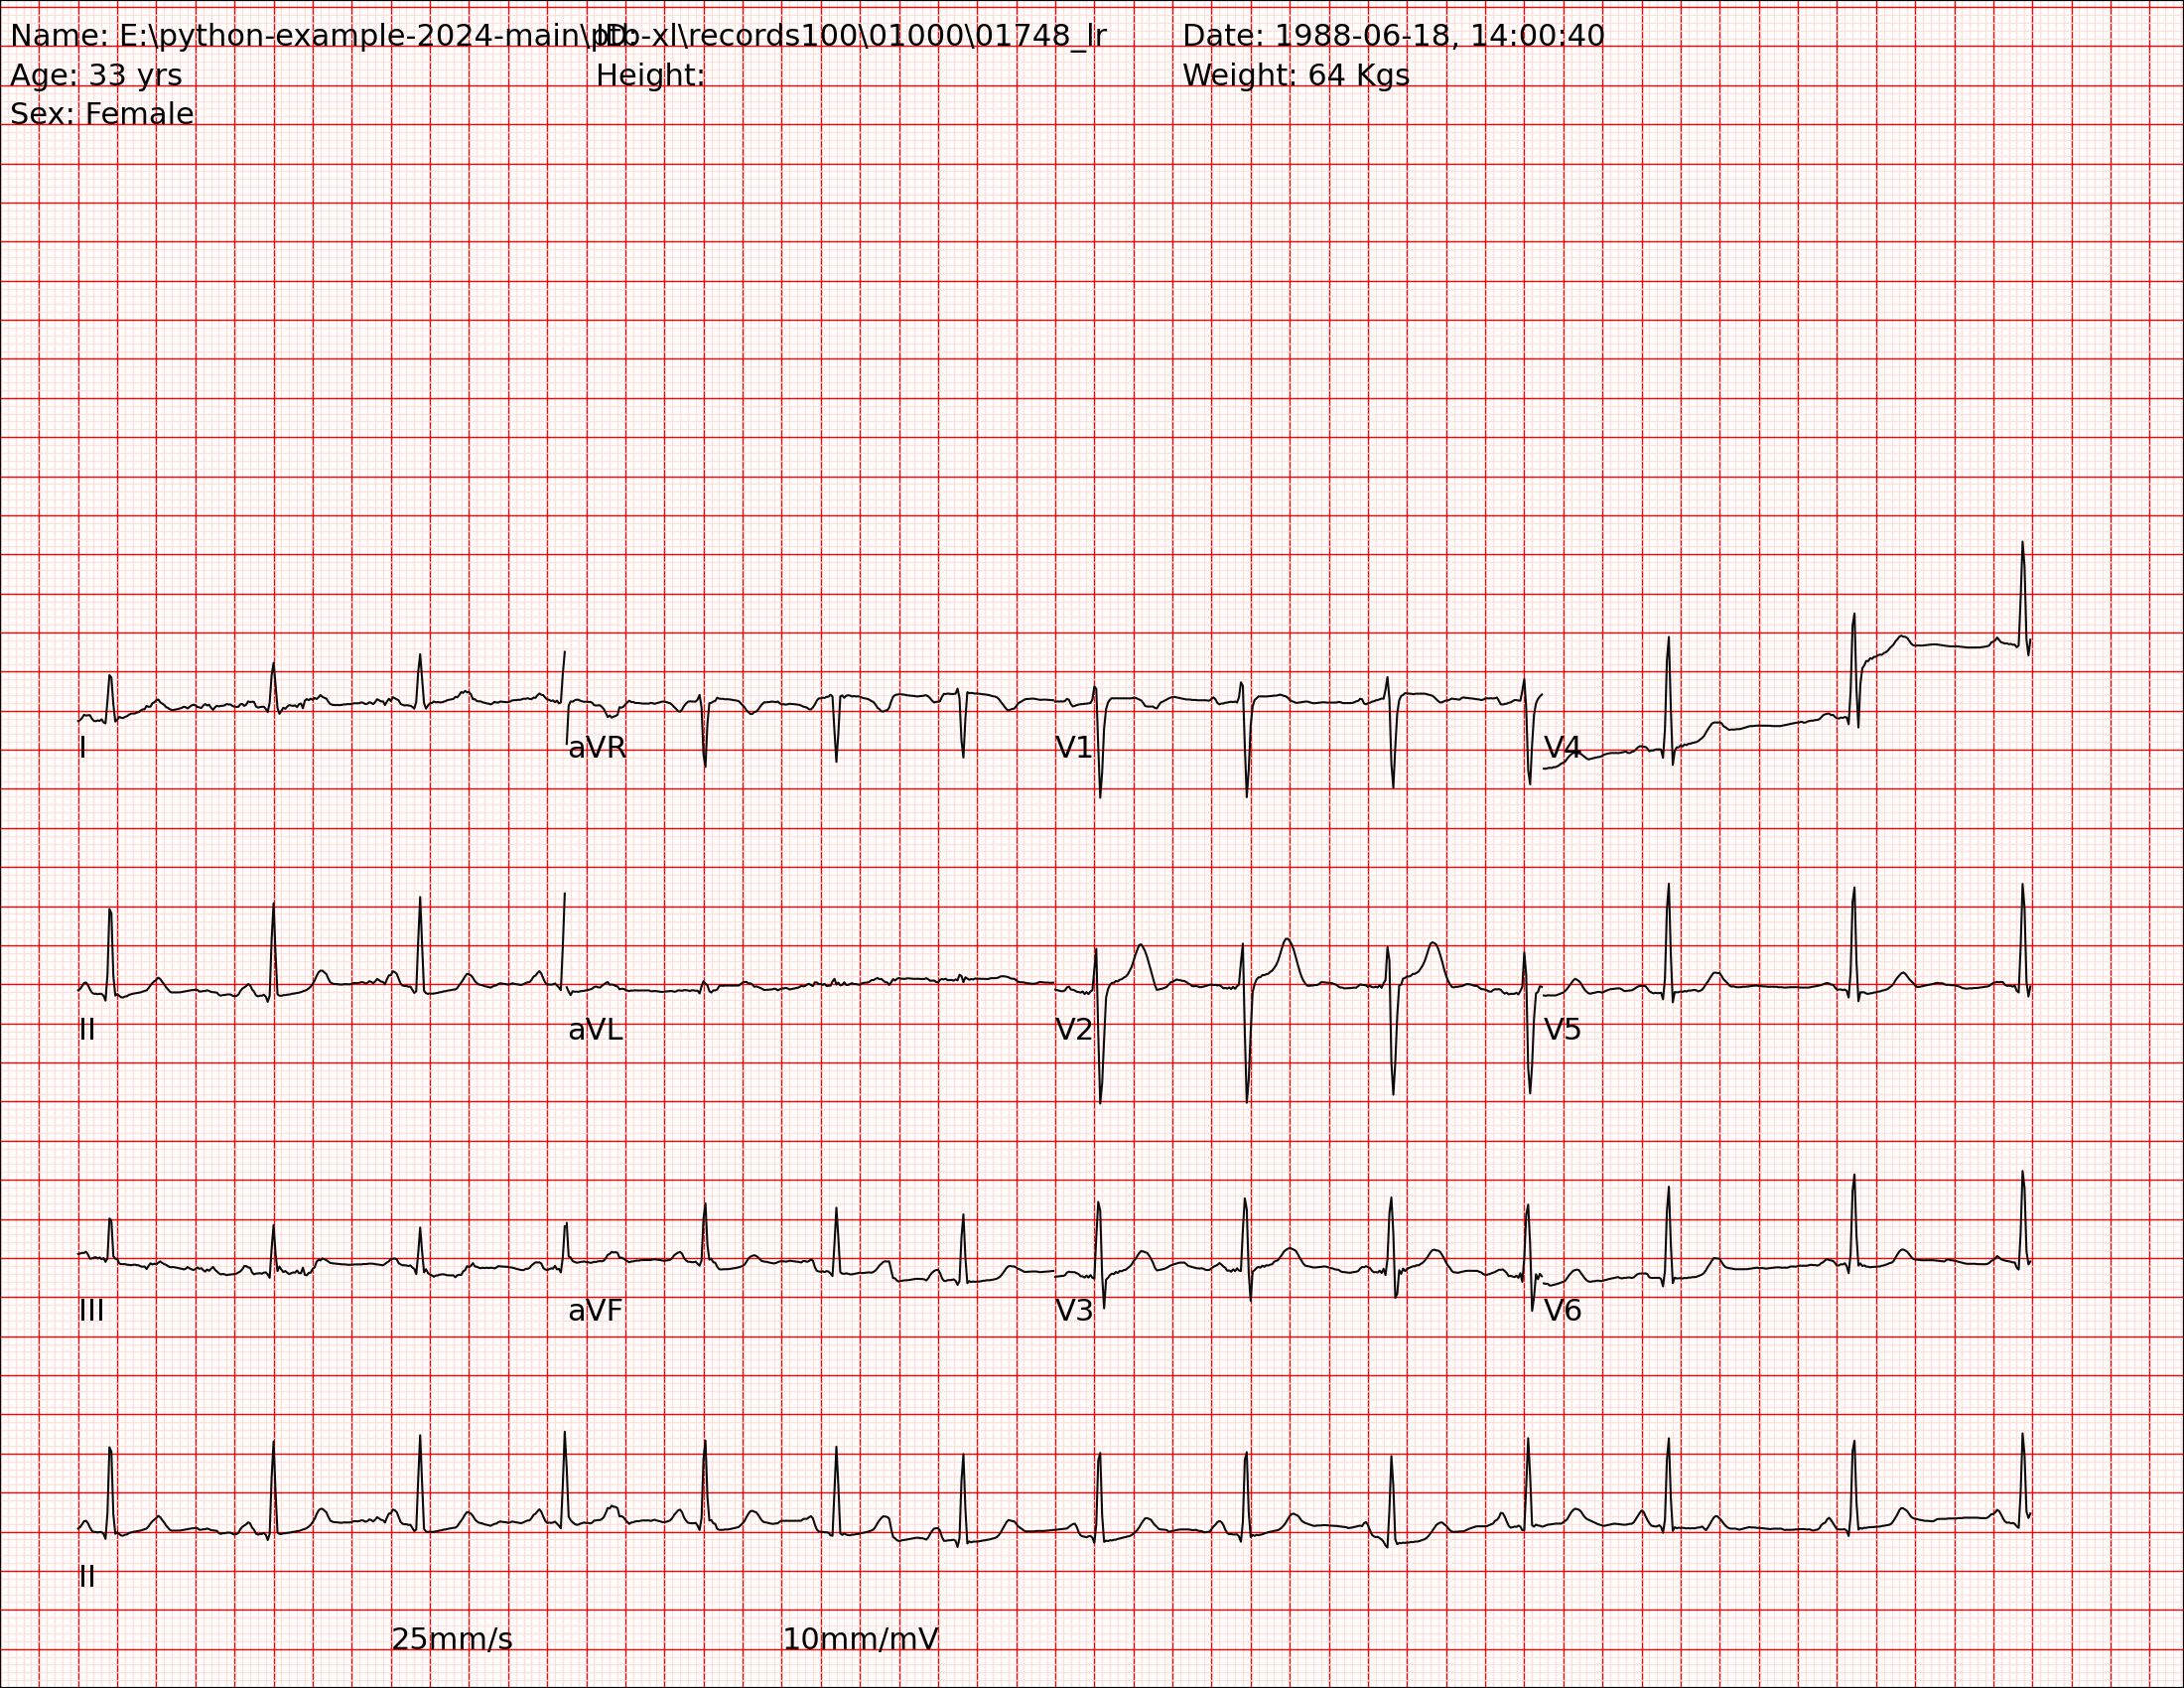 Name: E:\python-example-2024-main\ptb-xl\records100\01000\01748_lr ID: Date: 1988-06-18, 14:00:40
Age: 33 yrs Height: Weight: 64 Kgs
Sex: Female
I aVR V1 V4
II aVL V2 V5
III aVF V3 V6
II
25mm/s 10mm/mV